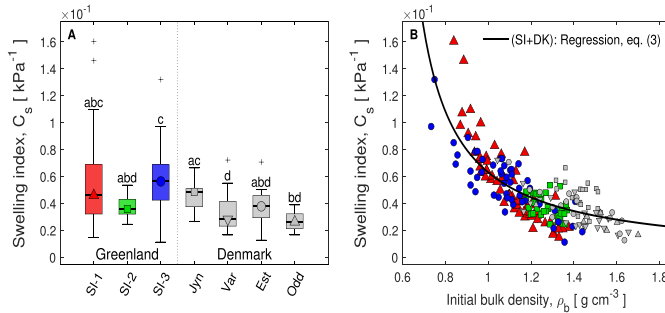 ×10⁻¹
A
1.6
1.4
1.2
1
0.8
0.6
0.4
0.2
0
Swelling index, Cₛ [ kPa⁻¹ ]
abc
abd
c
ac
d
abd
bd
Greenland
Denmark
SI-1
SI-2
SI-3
Jyn
Var
Est
Odd
×10⁻¹
B
(SI+DK): Regression, eq. (3)
1.6
1.4
1.2
1
0.8
0.6
0.4
0.2
0
Swelling index, Cₛ [ kPa⁻¹ ]
0.6
0.8
1.0
1.2
1.4
1.6
1.8
Initial bulk density, ρ_b [ g cm⁻³ ]